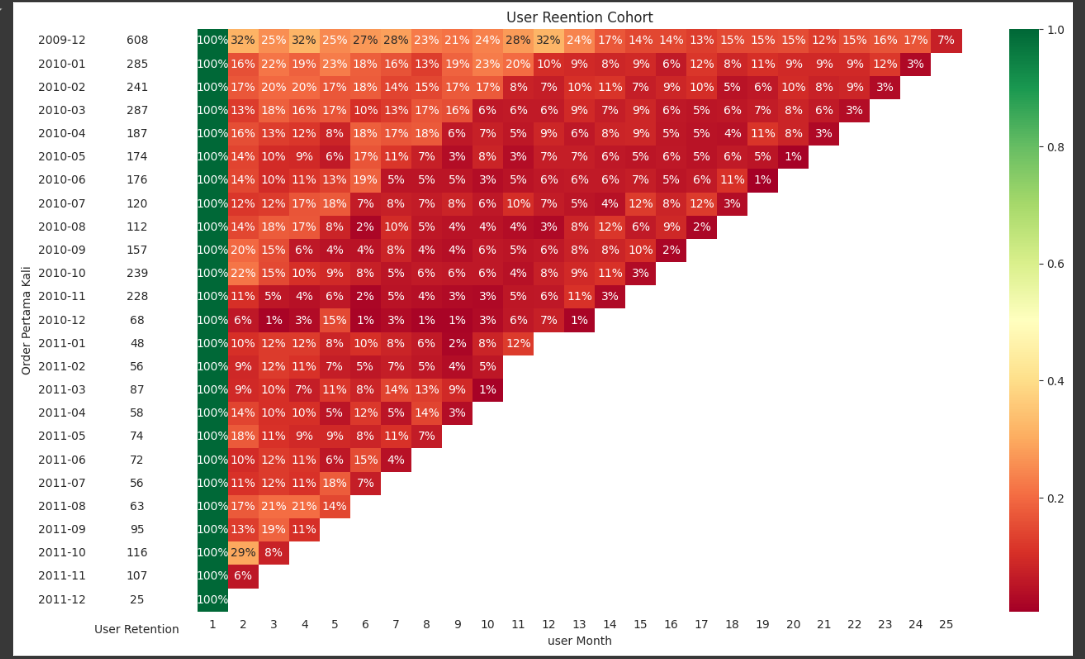 User Reention Cohort
2009-12 608 100% 32% 25% 32% 25% 27% 28% 23% 21% 24% 28% 32% 24% 17% 14% 14% 13% 15% 15% 15% 12% 15% 16% 17% 7%
2010-01 285 100% 16% 22% 19% 23% 18% 16% 13% 19% 23% 20% 10% 9% 8% 9% 6% 12% 8% 11% 9% 9% 9% 12% 3%
2010-02 241 100% 17% 20% 20% 17% 18% 14% 15% 17% 17% 8% 7% 10% 11% 7% 9% 10% 5% 6% 10% 8% 9% 3%
2010-03 287 100% 13% 18% 16% 17% 10% 13% 17% 16% 6% 6% 6% 9% 7% 9% 6% 5% 6% 7% 8% 6% 3%
2010-04 187 100% 16% 13% 12% 8% 18% 17% 18% 6% 7% 5% 9% 6% 8% 9% 5% 5% 4% 11% 8% 3%
2010-05 174 100% 14% 10% 9% 6% 17% 11% 7% 3% 8% 3% 7% 7% 6% 5% 6% 5% 6% 5% 1%
2010-06 176 100% 14% 10% 11% 13% 19% 5% 5% 5% 3% 5% 6% 6% 6% 7% 5% 6% 11% 1%
2010-07 120 100% 12% 12% 17% 18% 7% 8% 7% 8% 6% 10% 7% 5% 4% 12% 8% 12% 3%
2010-08 112 100% 14% 18% 17% 8% 2% 10% 5% 4% 4% 4% 3% 8% 12% 6% 9% 2%
2010-09 157 100% 20% 15% 6% 4% 4% 8% 4% 4% 6% 5% 6% 8% 8% 10% 2%
2010-10 239 100% 22% 15% 10% 9% 8% 5% 6% 6% 6% 4% 8% 9% 11% 3%
2010-11 228 100% 11% 5% 4% 6% 2% 5% 4% 3% 3% 5% 6% 11% 3%
2010-12 68 100% 6% 1% 3% 15% 1% 3% 1% 1% 3% 6% 7% 1%
2011-01 48 100% 10% 12% 12% 8% 10% 8% 6% 2% 8% 12%
2011-02 56 100% 9% 12% 11% 7% 5% 7% 5% 4% 5%
2011-03 87 100% 9% 10% 7% 11% 8% 14% 13% 9% 1%
2011-04 58 100% 14% 10% 10% 5% 12% 5% 14% 3%
2011-05 74 100% 18% 11% 9% 9% 8% 11% 7%
2011-06 72 100% 10% 12% 11% 6% 15% 4%
2011-07 56 100% 11% 12% 11% 18% 7%
2011-08 63 100% 17% 21% 21% 14%
2011-09 95 100% 13% 19% 11%
2011-10 116 100% 29% 8%
2011-11 107 100% 6%
2011-12 25 100%
User Retention
1 2 3 4 5 6 7 8 9 10 11 12 13 14 15 16 17 18 19 20 21 22 23 24 25
user Month
Order Pertama Kali
1.0
0.8
0.6
0.4
0.2